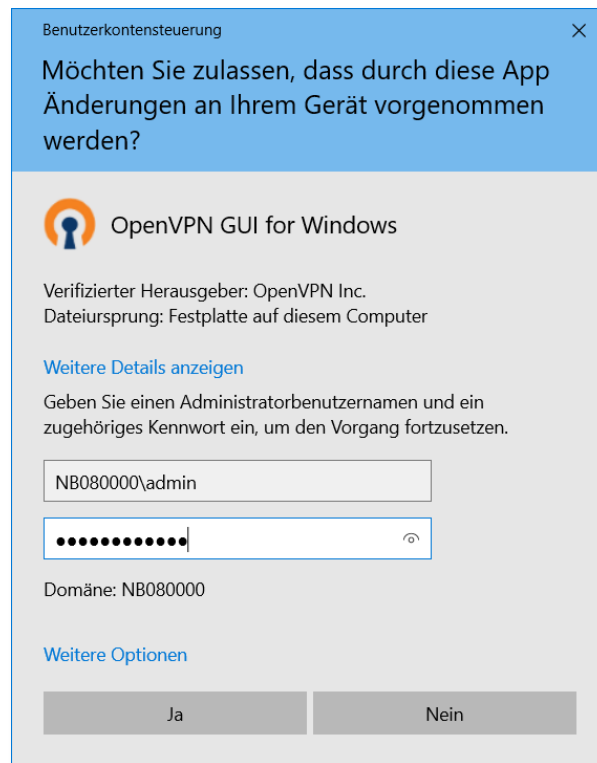 Benutzerkontensteuerung
Möchten Sie zulassen, dass durch diese App
Änderungen an Ihrem Gerät vorgenommen
werden?
OpenVPN GUI for Windows
Verifizierter Herausgeber: OpenVPN Inc.
Dateiursprung: Festplatte auf diesem Computer
Weitere Details anzeigen
Geben Sie einen Administratorbenutzernamen und ein
zugehöriges Kennwort ein, um den Vorgang fortzusetzen.
NB080000\admin
●●●●●●●●●●●●
Domäne: NB080000
Weitere Optionen
Ja
Nein